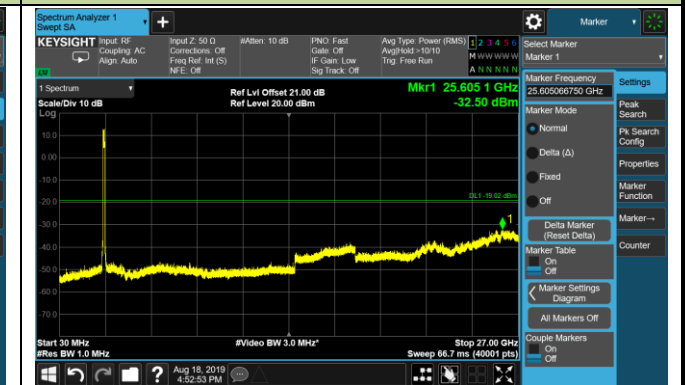 Spectrum Analyzer 1
Swept SA
Marker
KEYSIGHT
Input: RF
Coupling: AC
Align: Auto
Input Z: 50 Ω
Corrections: Off
Freq Ref: Int (S)
NFE: Off
#Atten: 10 dB
PNO: Fast
Gate: Off
IF Gain: Low
Sig Track: Off
Avg Type: Power (RMS)
Avg|Hold:>10/10
Trig: Free Run
1 2 3 4 5 6
M W W W W W
A N N N N N
Select Marker
Marker 1
LW
1 Spectrum
Scale/Div 10 dB
Log
Ref Lvl Offset 21.00 dB
Ref Level 20.00 dBm
Mkr1 25.605 1 GHz
-32.50 dBm
Marker Frequency
25.605066750 GHz
Settings
Marker Mode
Normal
Delta (Δ)
Fixed
Off
Delta Marker
(Reset Delta)
Marker Table
On
Off
Marker Settings
Diagram
All Markers Off
Couple Markers
On
Off
Peak
Search
Pk Search
Config
Properties
Marker
Function
Marker→
Counter
10.0
0.00
-10.0
-20.0
-30.0
-40.0
-50.0
-60.0
-70.0
DL1 -19.02 dBm
1
Start 30 MHz
#Res BW 1.0 MHz
#Video BW 3.0 MHz*
Stop 27.00 GHz
Sweep 66.7 ms (40001 pts)
Aug 18, 2019
4:52:53 PM